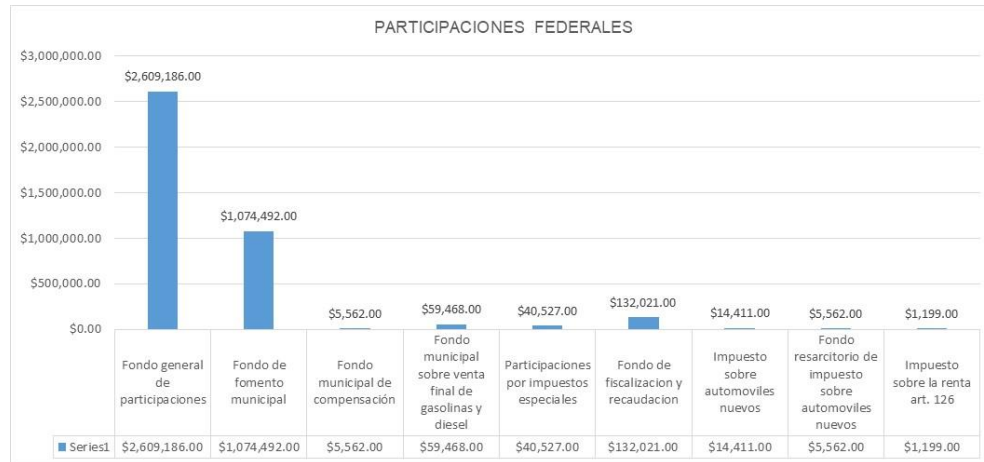 PARTICIPACIONES FEDERALES
$3,000,000.00
$2,500,000.00
$2,000,000.00
$1,500,000.00
$1,000,000.00
$500,000.00
$0.00
$2,609,186.00
$1,074,492.00
$5,562.00
$59,468.00
$40,527.00
$132,021.00
$14,411.00
$5,562.00
$1,199.00
Fondo general
de
participaciones
Fondo de
fomento
municipal
Fondo
municipal de
compensación
Fondo
municipal
sobre venta
final de
gasolinas y
diesel
Participaciones
por impuestos
especiales
Fondo de
fiscalizacion y
recaudacion
Impuesto
sobre
automoviles
nuevos
Fondo
resarcitorio de
impuesto
sobre
automoviles
nuevos
Impuesto
sobre la renta
art. 126
Series1 $2,609,186.00 $1,074,492.00 $5,562.00 $59,468.00 $40,527.00 $132,021.00 $14,411.00 $5,562.00 $1,199.00